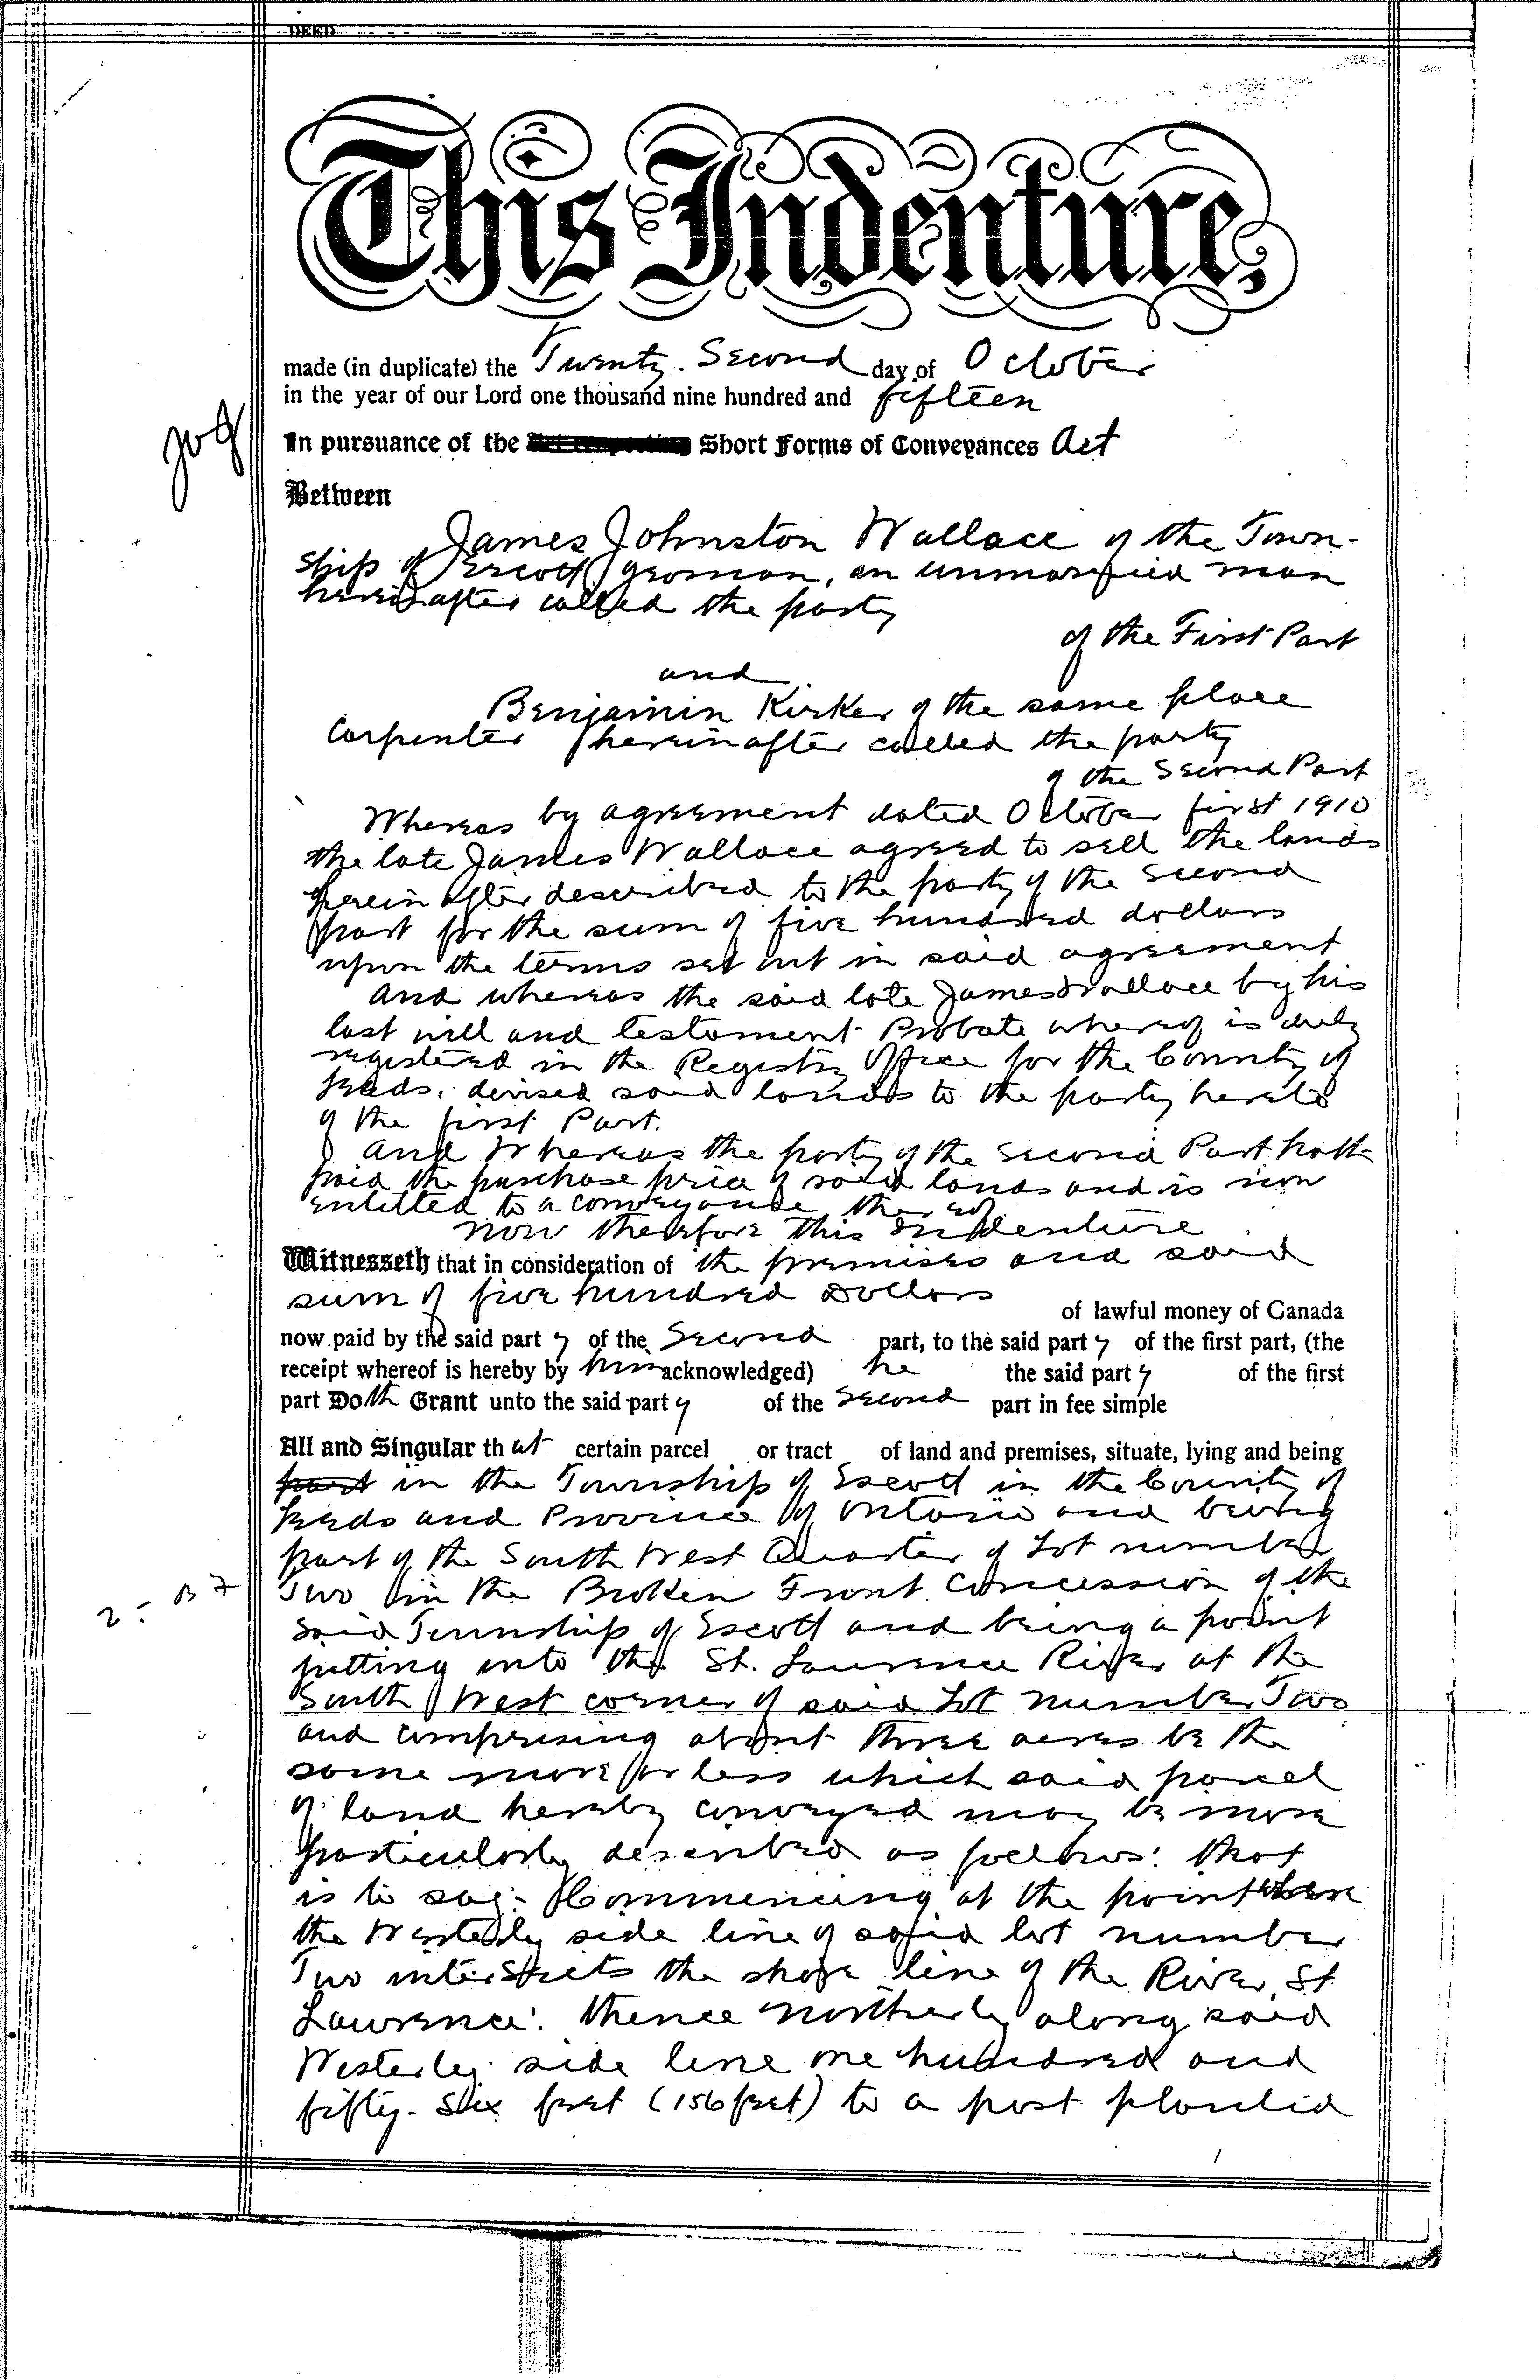 DEED
This Indenture,
made (in duplicate) the Twenty. Second day of October
in the year of our Lord one thousand nine hundred and fifteen
In pursuance of the Act respecting Short Forms of Conveyances Act
Between
James Johnston Wallace of the Town-
ship of Escott yeoman, an unmarried man
hereinafter called the party
of the First Part
and
Benjamin Kirker of the same place
Carpenter hereinafter called the party
of the Second Part
Whereas by agreement dated October first 1910
the late James Wallace agreed to sell the lands
herein after described to the party of the Second
part for the sum of five hundred dollars
upon the terms set out in said agreement
And whereas the said late James Wallace by his
last will and testament Probate whereof is duly
registered in the Registry Office for the County of
Leeds, devised said lands to the party hereto
of the first Part.
And Whereas the party of the Second Part hath
paid the purchase price of said lands and is now
entitled to a conveyance thereof
Now therefore this Indenture
Witnesseth that in consideration of the premises and said
sum of five hundred Dollars of lawful money of Canada
now paid by the said party of the Second part, to the said party of the first part, (the
receipt whereof is hereby by him acknowledged) he the said party of the first
part Doth Grant unto the said party of the Second part in fee simple
All and Singular that certain parcel or tract of land and premises, situate, lying and being
part in the Township of Escott in the County of
Leeds and Province of Ontario and being
part of the South West Quarter of Lot number
2 - B F Two in the Broken Front Concession of the
said Township of Escott and being a point
jutting into the St. Lawrence River at the
South West corner of said Lot number Two
and comprising about three acres be the
same more or less which said parcel
of land hereby conveyed may be more
particularly described as follows: that
is to say:- Commencing at the point where
the Westerly side line of said lot number
Two intersects the shore line of the River St
Lawrence: thence northerly along said
Westerly side line one hundred and
fifty-six feet (156 feet) to a post planted